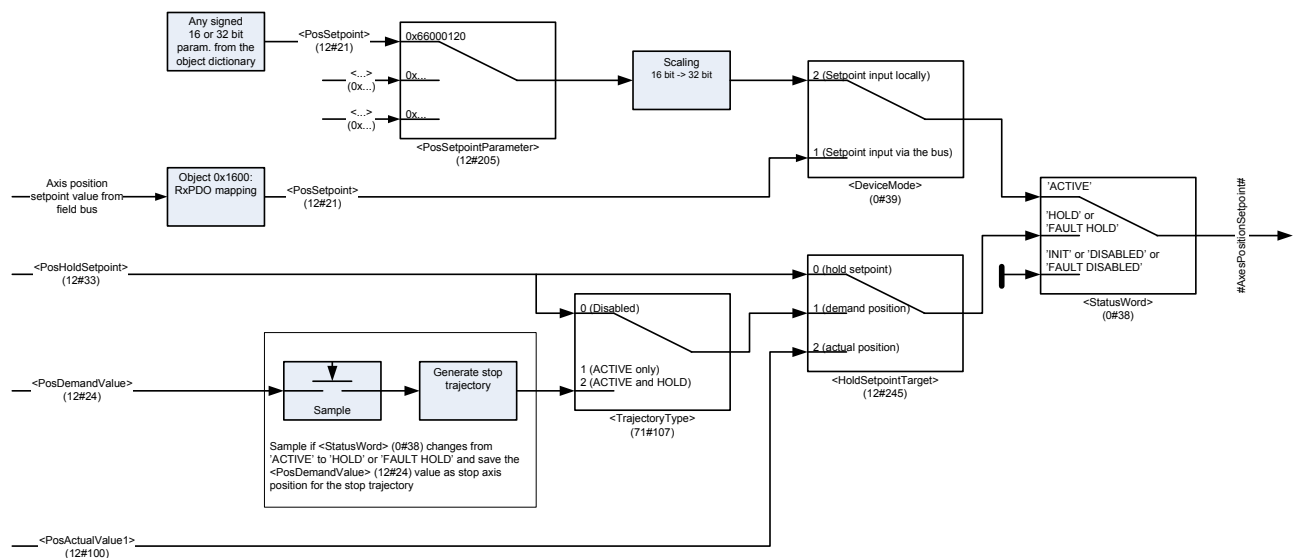 Any signed
16 or 32 bit
param. from the
object dictionary
<PosSetpoint>
(12#21)
0x66000120
<...>
(0x...)
0x...
<...>
(0x...)
0x...
<PosSetpointParameter>
(12#205)
Scaling
16 bit -> 32 bit
2 (Setpoint input locally)
1 (Setpoint input via the bus)
<DeviceMode>
(0#39)
Axis position
setpoint value from
field bus
Object 0x1600:
RxPDO mapping
<PosSetpoint>
(12#21)
'ACTIVE'
'HOLD' or
'FAULT HOLD'
'INIT' or 'DISABLED' or
'FAULT DISABLED'
<StatusWord>
(0#38)
#AxesPositionSetpoint#
<PosHoldSetpoint>
(12#33)
0 (hold setpoint)
1 (demand position)
2 (actual position)
<HoldSetpointTarget>
(12#245)
0 (Disabled)
1 (ACTIVE only)
2 (ACTIVE and HOLD)
<TrajectoryType>
(71#107)
<PosDemandValue>
(12#24)
Sample
Generate stop
trajectory
Sample if <StatusWord> (0#38) changes from
'ACTIVE' to 'HOLD' or 'FAULT HOLD' and save the
<PosDemandValue> (12#24) value as stop axis
position for the stop trajectory
<PosActualValue1>
(12#100)